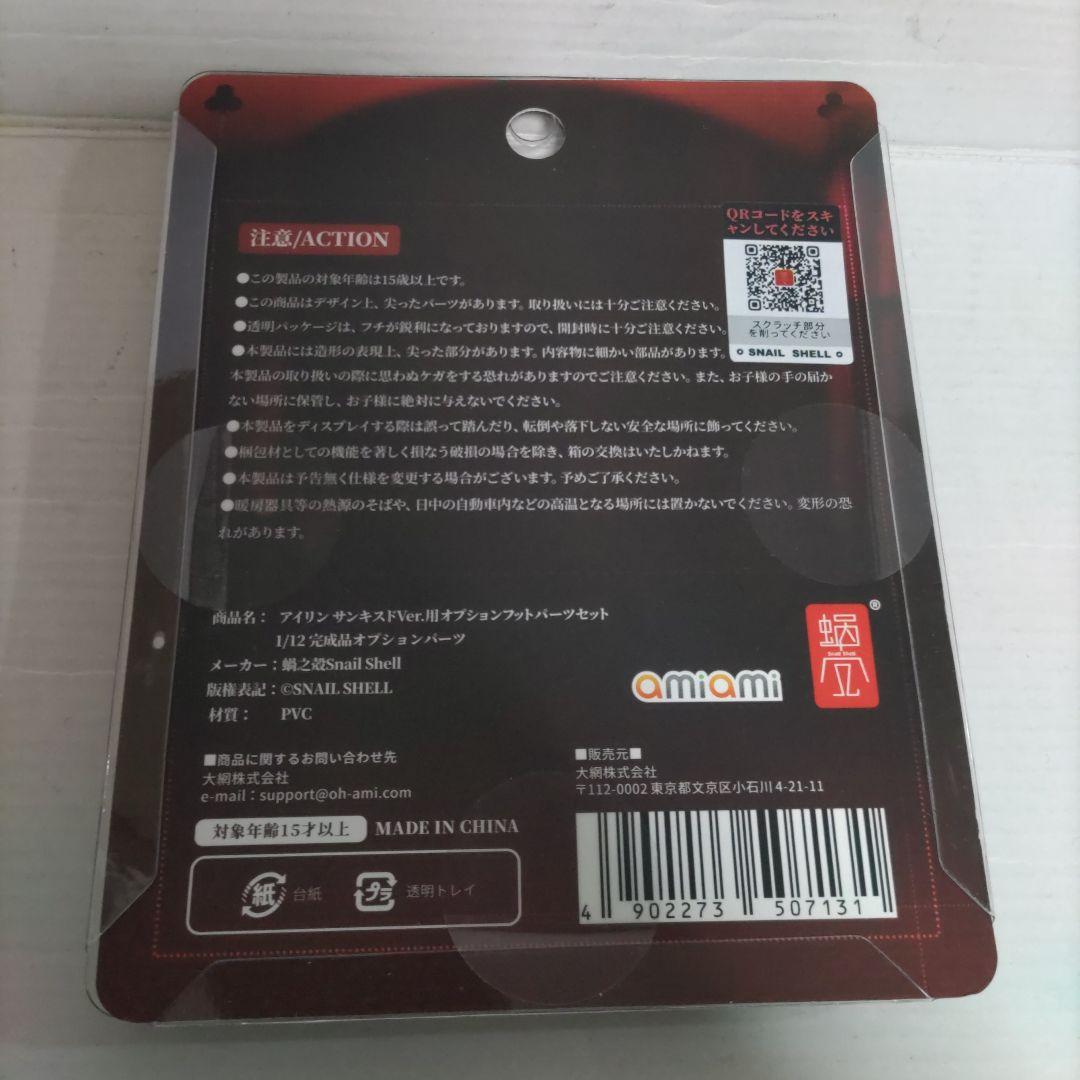 QRコードをスキ
ャンしてください
スクラッチ部分
を削ってください
SNAIL SHELL
注意/ACTION
●この製品の対象年齢は15歳以上です。
●この商品はデザイン上、尖ったパーツがあります。取り扱いには十分ご注意ください。
●透明パッケージは、フチが鋭利になっておりますので、開封時に十分ご注意ください。
●本製品には造形の表現上、尖った部分があります。内容物に細かい部品があります。
本製品の取り扱いの際に思わぬケガをする恐れがありますのでご注意ください。また、お子様の手の届か
ない場所に保管し、お子様に絶対に与えないでください。
●本製品をディスプレイする際は誤って踏んだり、転倒や落下しない安全な場所に飾ってください。
●梱包材としての機能を著しく損なう破損の場合を除き、箱の交換はいたしかねます。
●本製品は予告無く仕様を変更する場合がございます。予めご了承ください。
●暖房器具等の熱源のそばや、日中の自動車内などの高温となる場所には置かないでください。変形の恐
れがあります。
商品名： アイリン サンキスドVer.用オプションフットパーツセット
1/12 完成品オプションパーツ
メーカー：蝸之殻Snail Shell
版権表記：©SNAIL SHELL
材質： PVC
amiami
蝸
Snail Shell
®
■商品に関するお問い合わせ先
大網株式会社
e-mail：support@oh-ami.com
■販売元■
大網株式会社
〒112-0002 東京都文京区小石川 4-21-11
対象年齢15才以上 MADE IN CHINA
紙 台紙 プラ 透明トレイ
4 902273 507131